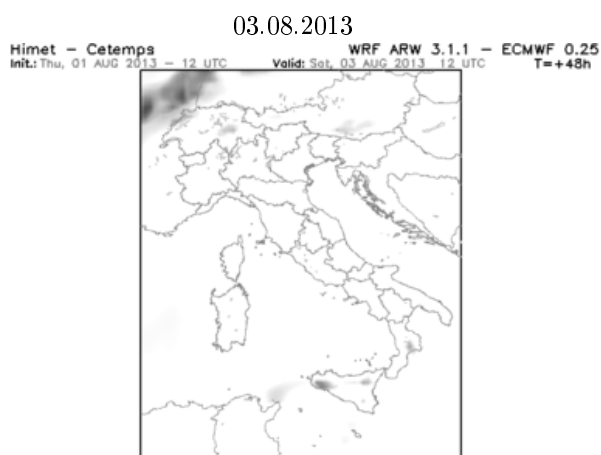 03.08.2013
Himet – Cetemps WRF ARW 3.1.1 – ECMWF 0.25
Init.: Thu, 01 AUG 2013 – 12 UTC Valid: Sat, 03 AUG 2013 12 UTC T=+48h